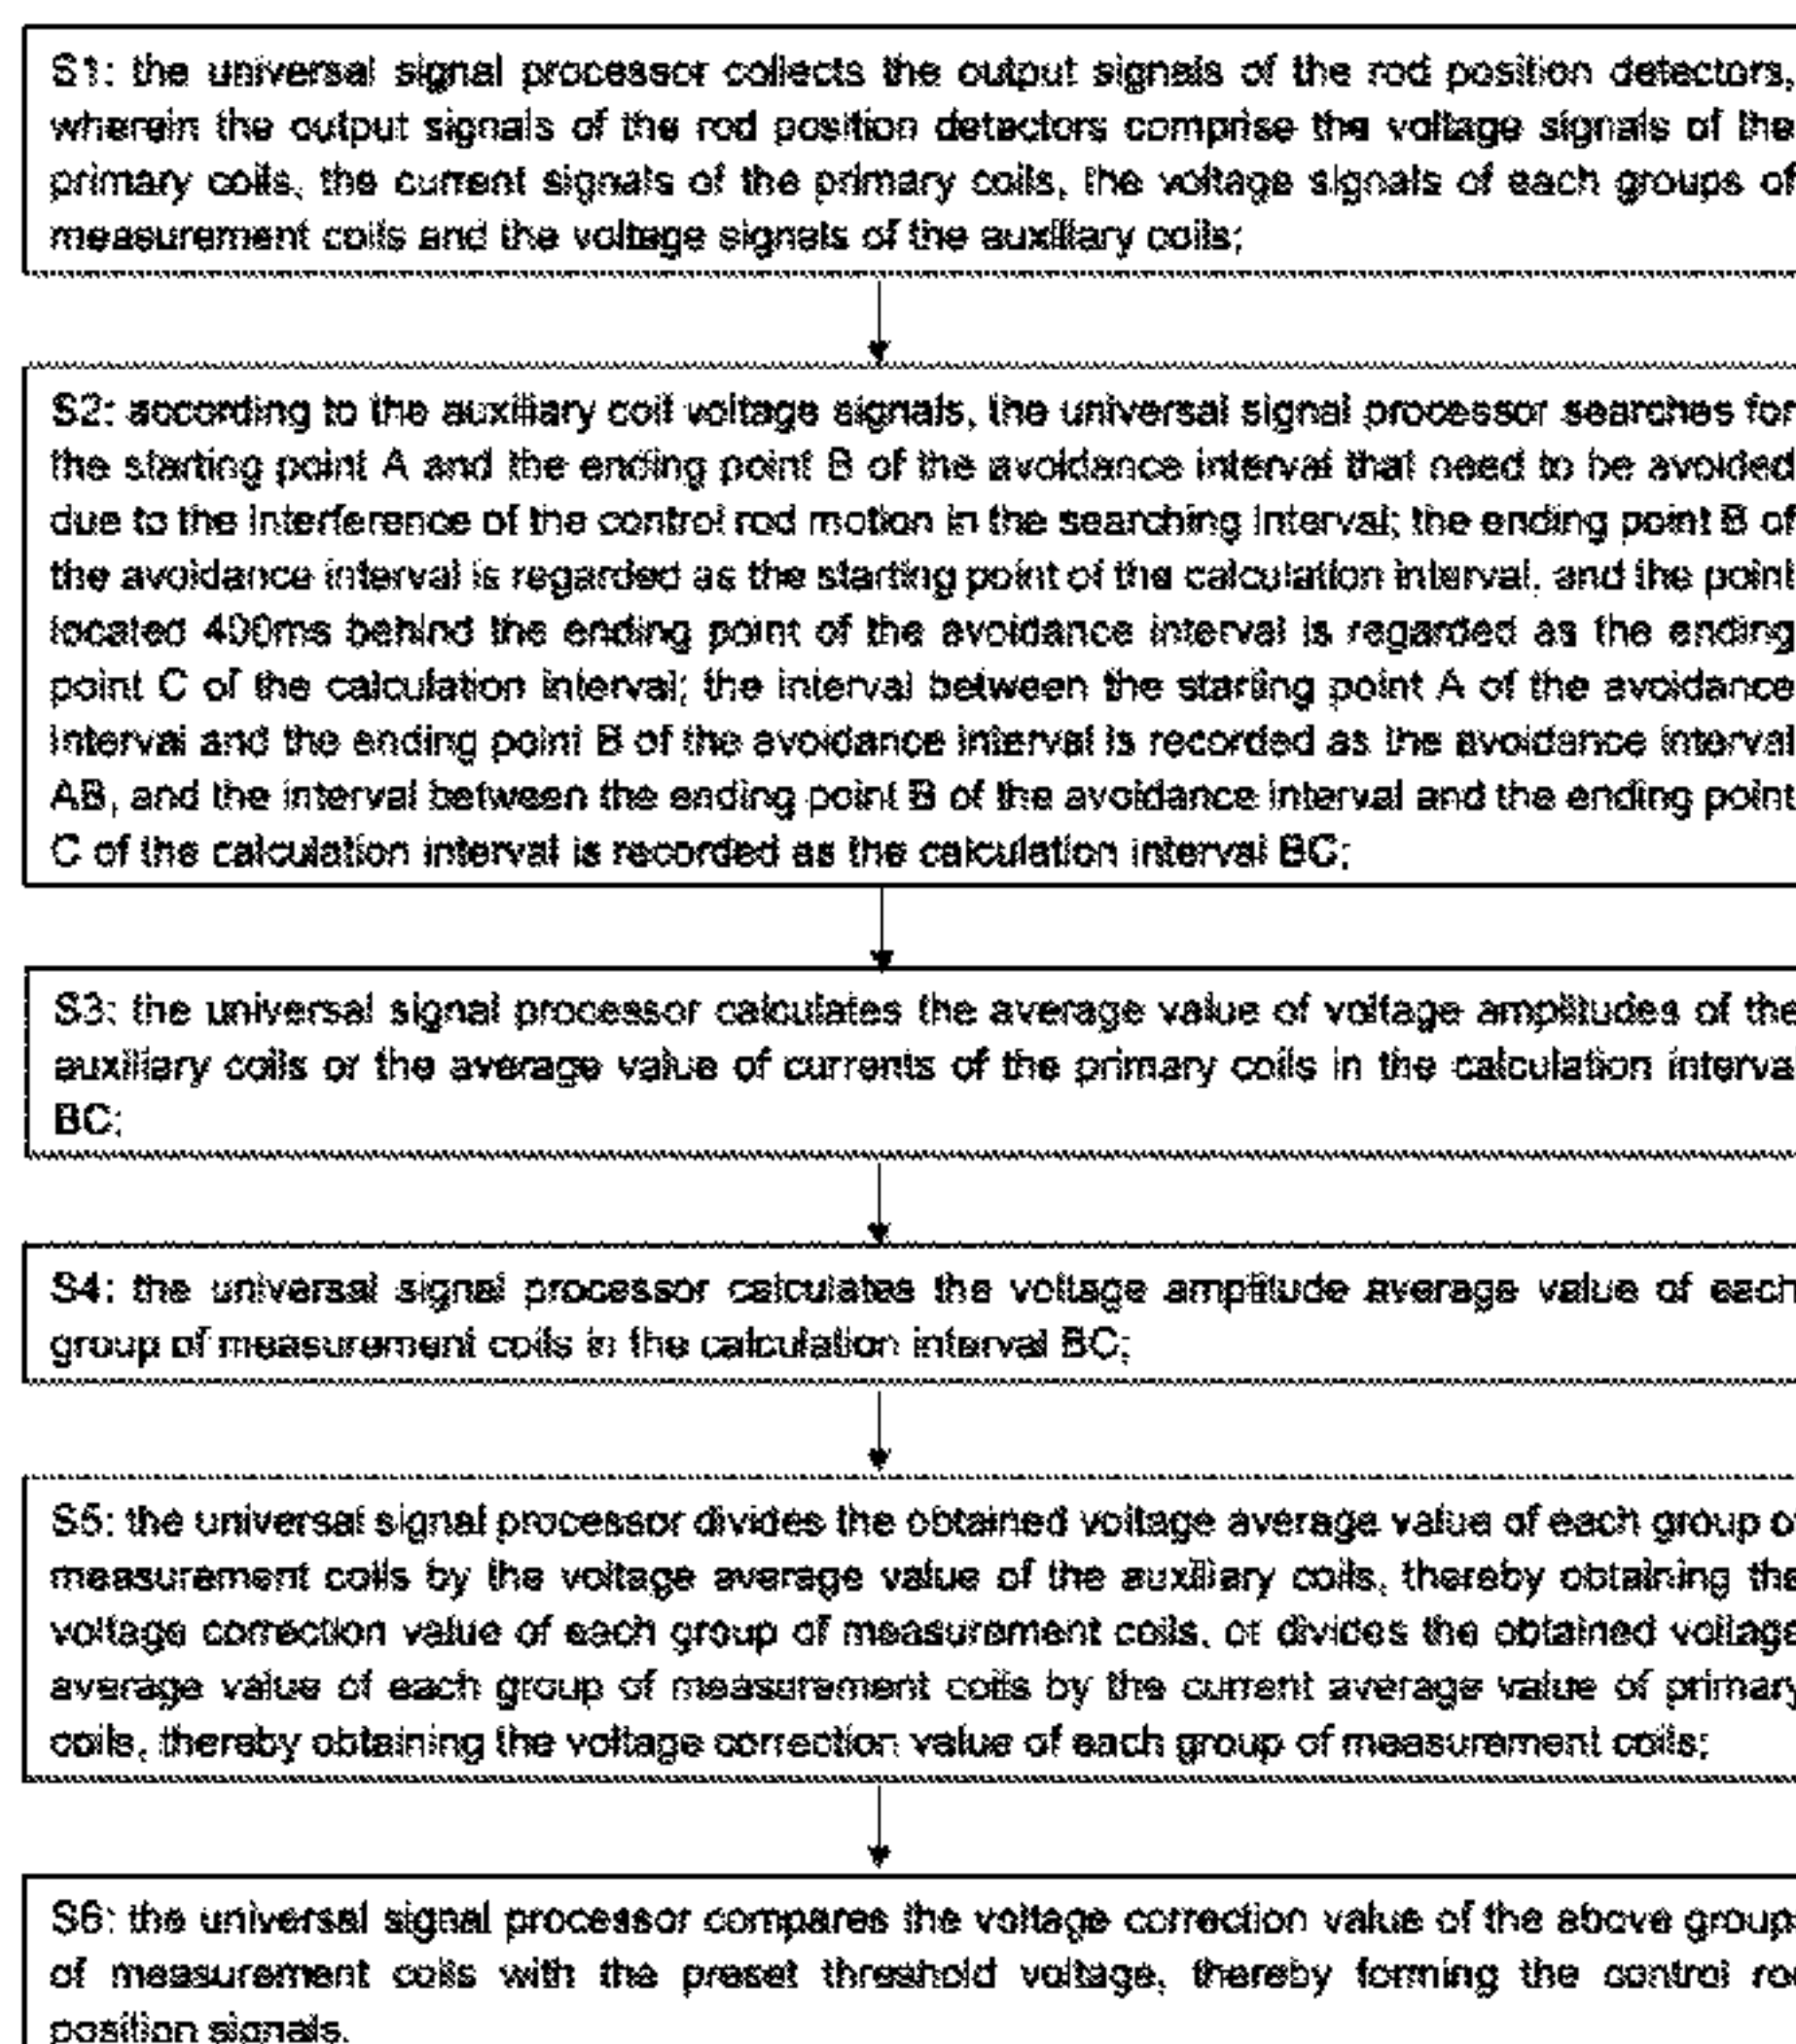 S1: the universal signal processor collects the output signals of the rod position detectors,
wherein the output signals of the rod position detectors comprise the voltage signals of the
primary coils, the current signals of the primary coils, the voltage signals of each groups of
measurement coils and the voltage signals of the auxiliary coils;
S2: according to the auxiliary coil voltage signals, the universal signal processor searches for
the starting point A and the ending point B of the avoidance interval that need to be avoided
due to the interference of the control rod motion in the searching interval; the ending point B of
the avoidance interval is regarded as the starting point of the calculation interval, and the point
located 400ms behind the ending point of the avoidance interval is regarded as the ending
point C of the calculation interval; the interval between the starting point A of the avoidance
interval and the ending point B of the avoidance interval is recorded as the avoidance interval
AB, and the interval between the ending point B of the avoidance interval and the ending point
C of the calculation interval is recorded as the calculation interval BC;
S3: the universal signal processor calculates the average value of voltage amplitudes of the
auxiliary coils or the average value of currents of the primary coils in the calculation interval
BC;
S4: the universal signal processor calculates the voltage amplitude average value of each
group of measurement coils in the calculation interval BC;
S5: the universal signal processor divides the obtained voltage average value of each group of
measurement coils by the voltage average value of the auxiliary coils, thereby obtaining the
voltage correction value of each group of measurement coils, or divides the obtained voltage
average value of each group of measurement coils by the current average value of primary
coils, thereby obtaining the voltage correction value of each group of measurement coils;
S6: the universal signal processor compares the voltage correction value of the above group
of measurement coils with the preset threshold voltage, thereby forming the control ro
position signals.